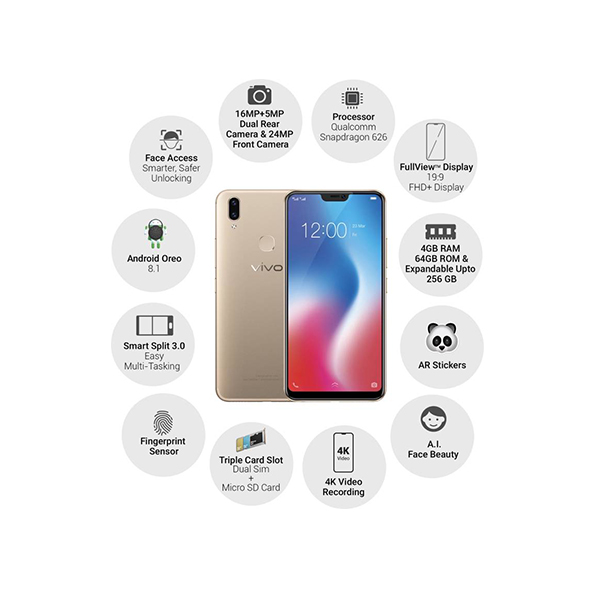 16MP+5MP
Dual Rear
Camera & 24MP
Front Camera
Processor
Qualcomm
Snapdragon 626
FullView™ Display
19:9
FHD+ Display
4GB RAM
64GB ROM &
Expandable Upto
256 GB
AR Stickers
A.I.
Face Beauty
4K
Video
4K Video
Recording
Triple Card Slot
Dual Sim
+
Micro SD Card
Fingerprint
Sensor
Smart Split 3.0
Easy
Multi-Tasking
Android Oreo
8.1
Face Access
Smarter, Safer
Unlocking
vivo
12:00